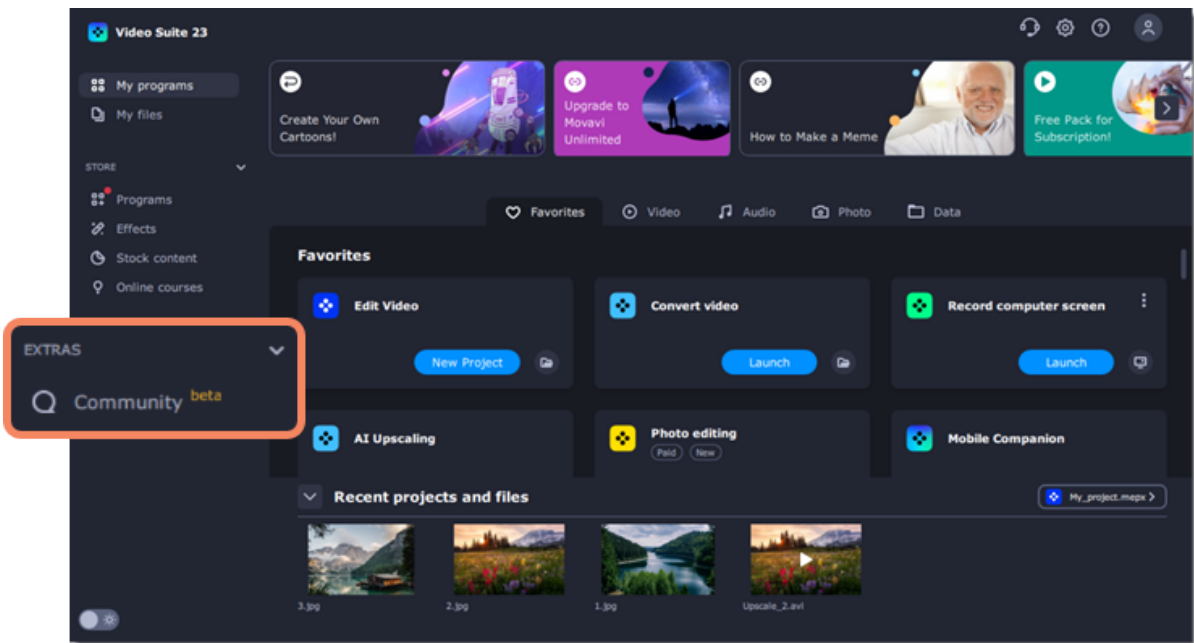 Video Suite 23
My programs
My files
STORE
Programs
Effects
Stock content
Online courses
EXTRAS
Community beta
Create Your Own
Cartoons!
Upgrade to
Movavi
Unlimited
How to Make a Meme
Free Pack for
Subscription!
Favorites
Video
Audio
Photo
Data
Favorites
Edit Video
New Project
Convert video
Launch
Record computer screen
Launch
AI Upscaling
Photo editing
Paid New
Mobile Companion
Recent projects and files
My_project.mepx
3.jpg
2.jpg
1.jpg
Upscale_2.avi